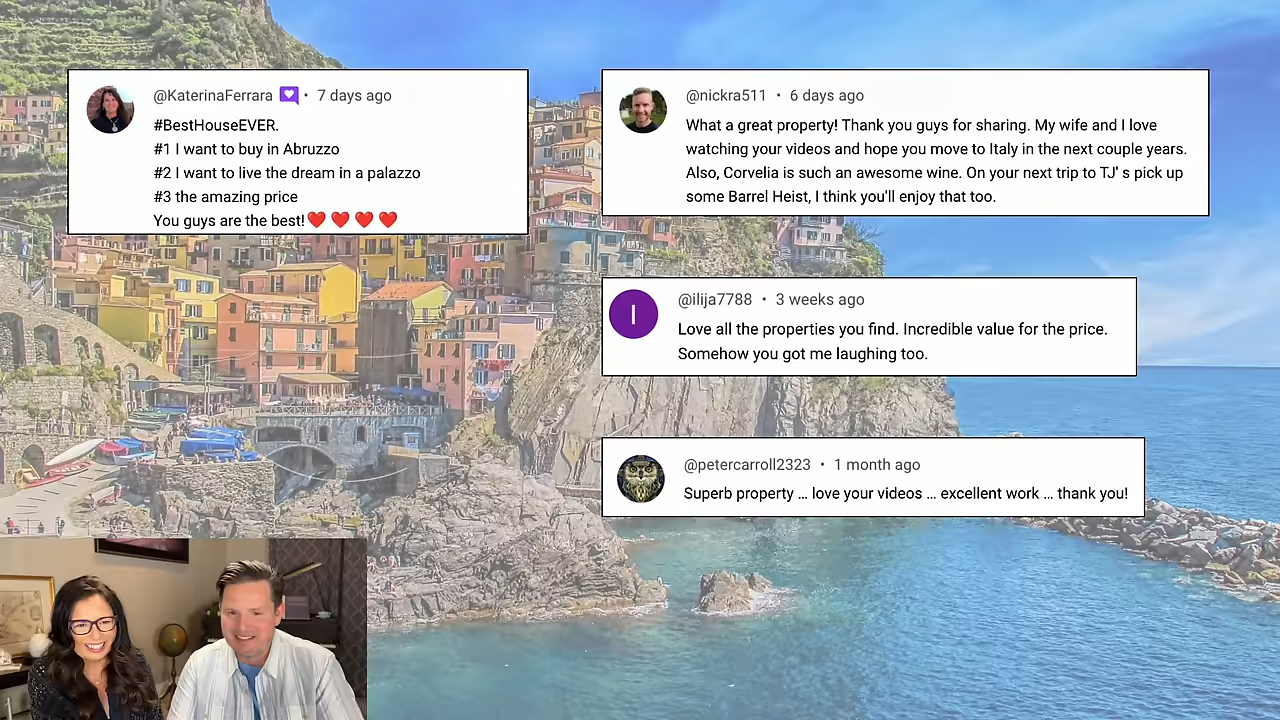 @KaterinaFerrara • 7 days ago
#BestHouseEVER.
#1 I want to buy in Abruzzo
#2 I want to live the dream in a palazzo
#3 the amazing price
You guys are the best!❤️ ❤️ ❤️ ❤️
@nickra511 • 6 days ago
What a great property! Thank you guys for sharing. My wife and I love
watching your videos and hope you move to Italy in the next couple years.
Also, Corvelia is such an awesome wine. On your next trip to TJ' s pick up
some Barrel Heist, I think you'll enjoy that too.
I
@ilija7788 • 3 weeks ago
Love all the properties you find. Incredible value for the price.
Somehow you got me laughing too.
@petercarroll2323 • 1 month ago
Superb property … love your videos … excellent work … thank you!